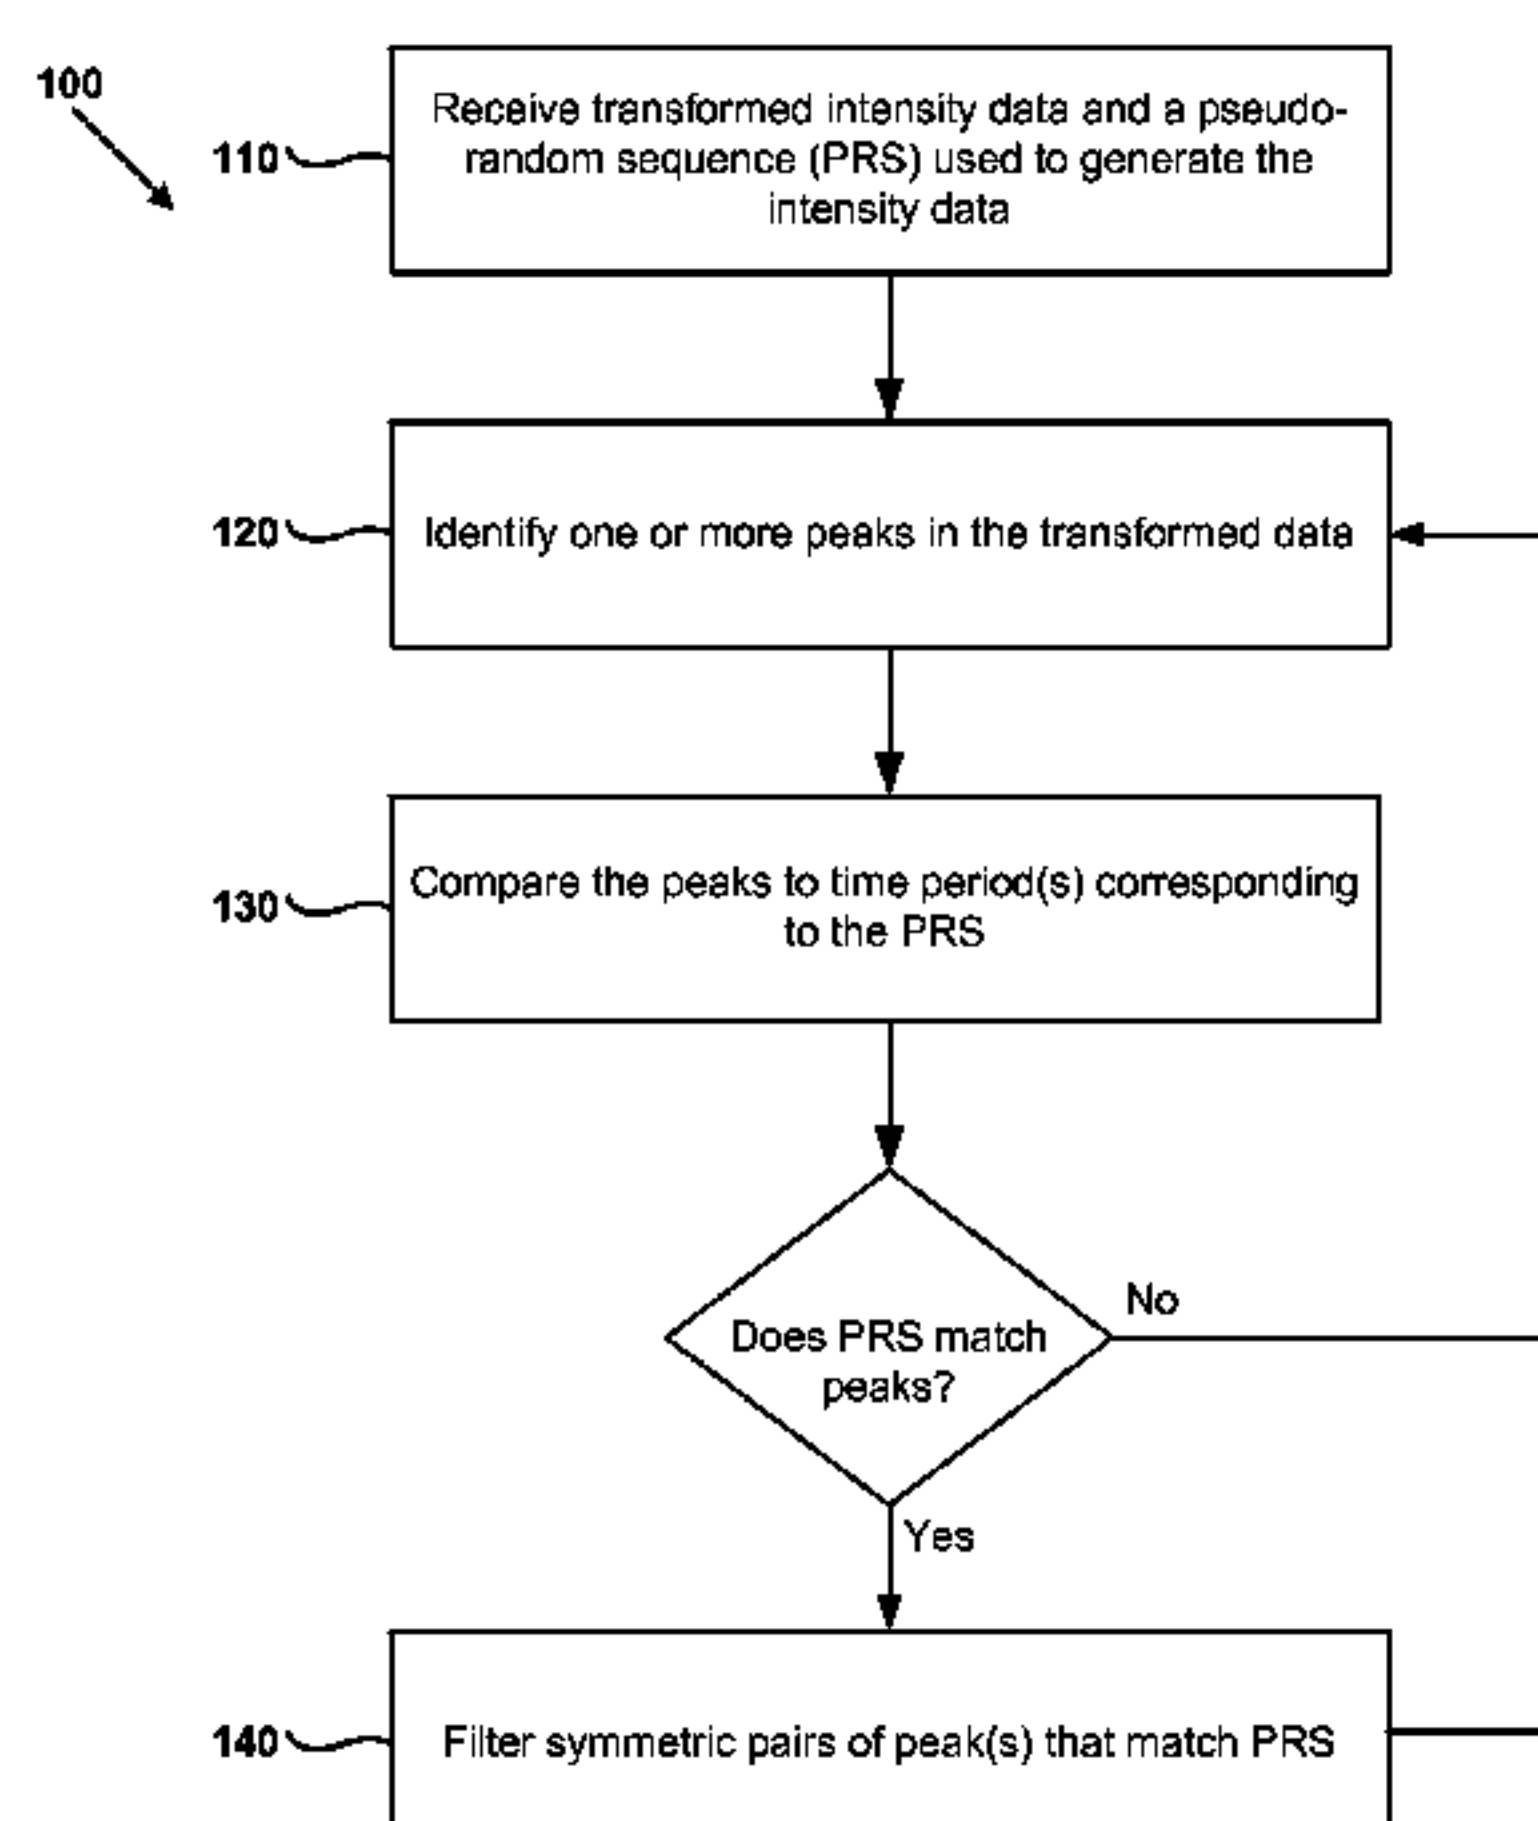 100
110
Receive transformed intensity data and a pseudo-
random sequence (PRS) used to generate the
intensity data
120
Identify one or more peaks in the transformed data
130
Compare the peaks to time period(s) corresponding
to the PRS
Does PRS match
peaks?
No
Yes
140
Filter symmetric pairs of peak(s) that match PRS